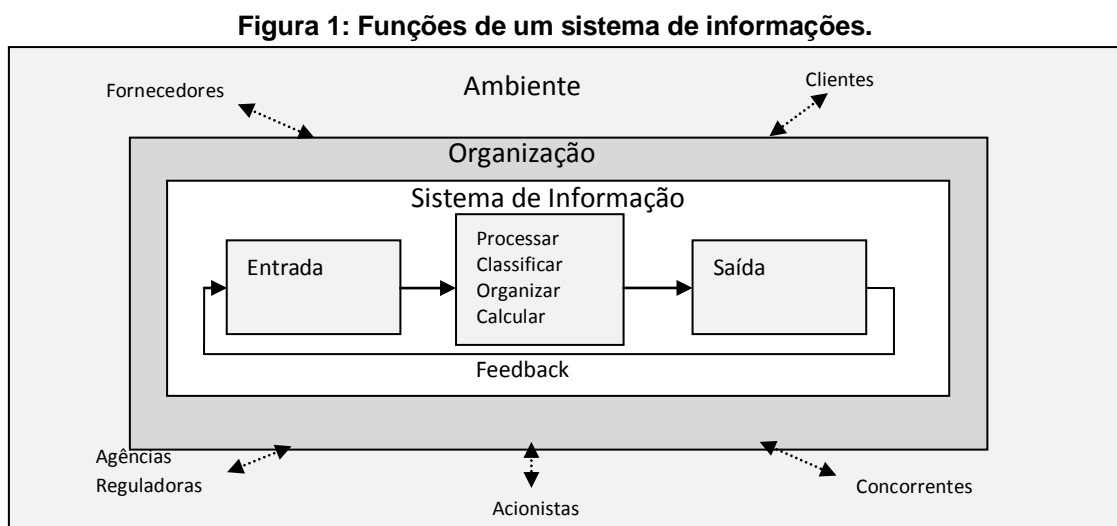 Figura 1: Funções de um sistema de informações.
Fornecedores
Ambiente
Clientes
Organização
Sistema de Informação
Entrada
Processar
Classificar
Organizar
Calcular
Saída
Feedback
Agências
Reguladoras
Acionistas
Concorrentes